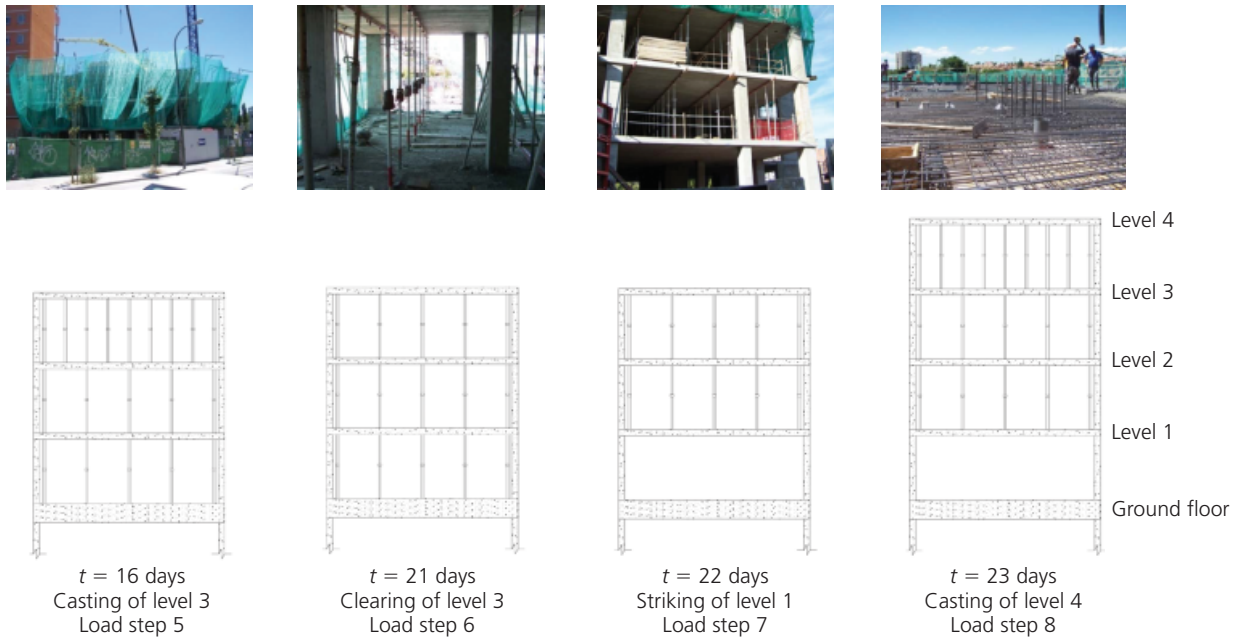 Level 4
Level 3
Level 2
Level 1
Ground floor
t = 16 days
Casting of level 3
Load step 5
t = 21 days
Clearing of level 3
Load step 6
t = 22 days
Striking of level 1
Load step 7
t = 23 days
Casting of level 4
Load step 8